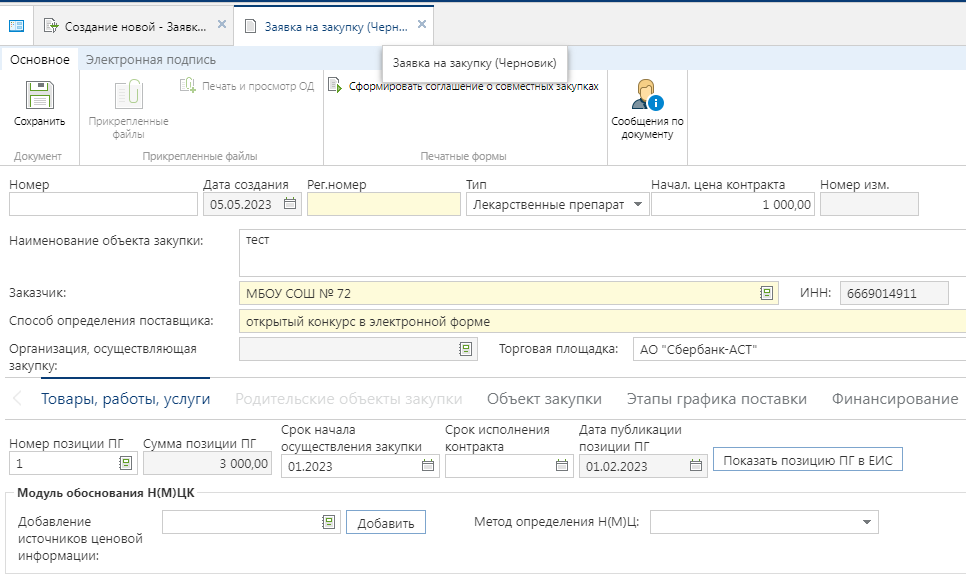 Создание новой - Заявк...
Заявка на закупку (Черн...
Основное
Электронная подпись
Заявка на закупку (Черновик)
Сохранить
Прикрепленные
файлы
Печать и просмотр ОД
Сформировать соглашение о совместных закупках
Сообщения по
документу
Документ
Прикрепленные файлы
Печатные формы
Номер
Дата создания
Рег.номер
Тип
Начал. цена контракта
Номер изм.
05.05.2023
Лекарственные препарат
1 000,00
Наименование объекта закупки:
тест
Заказчик:
МБОУ СОШ № 72
ИНН:
6669014911
Способ определения поставщика:
открытый конкурс в электронной форме
Организация, осуществляющая
закупку:
Торговая площадка:
АО "Сбербанк-АСТ"
Товары, работы, услуги
Родительские объекты закупки
Объект закупки
Этапы графика поставки
Финансирование
Номер позиции ПГ
Сумма позиции ПГ
Срок начала
осуществления закупки
Срок исполнения
контракта
Дата публикации
позиции ПГ
1
3 000,00
01.2023
01.02.2023
Показать позицию ПГ в ЕИС
Модуль обоснования Н(М)ЦК
Добавление
источников ценовой
информации:
Добавить
Метод определения Н(М)Ц: